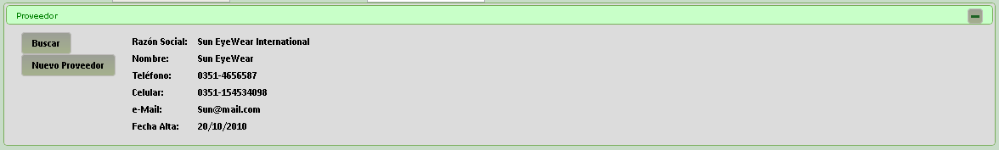 Proveedor
Buscar
Nuevo Proveedor
Razón Social: Sun EyeWear International
Nombre: Sun EyeWear
Teléfono: 0351-4656587
Celular: 0351-154534098
e-Mail: Sun@mail.com
Fecha Alta: 20/10/2010